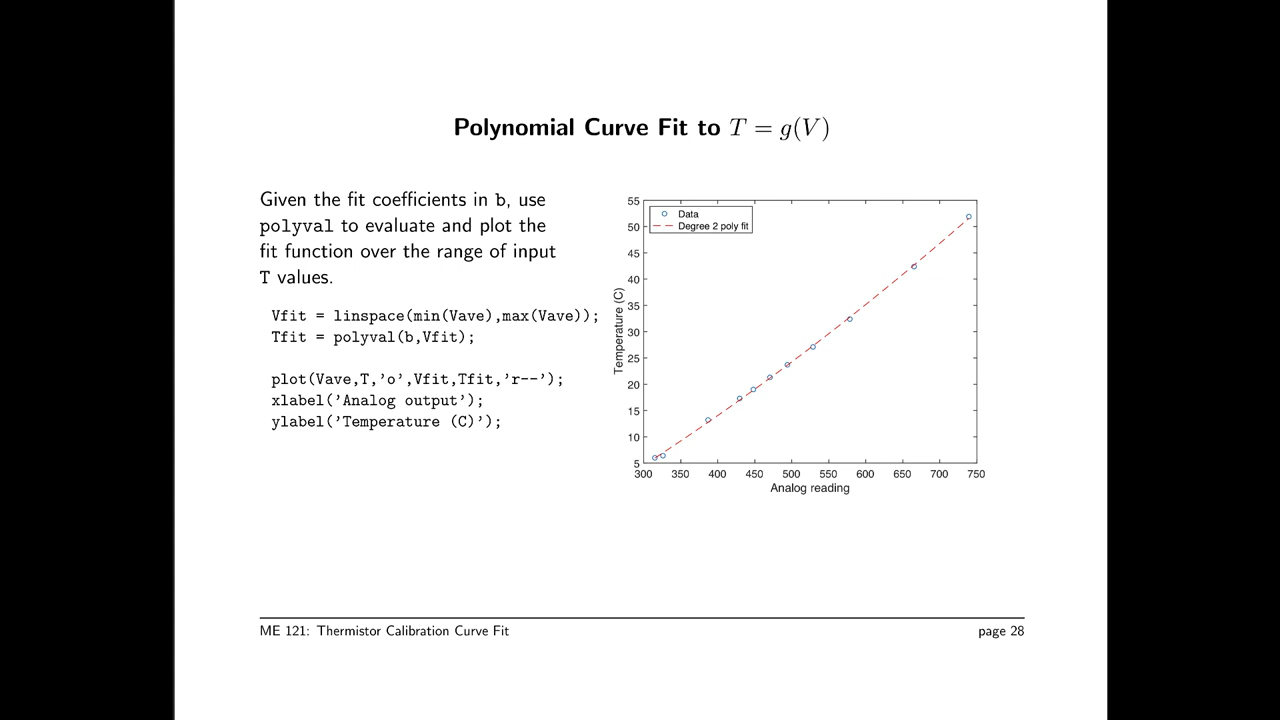 Polynomial Curve Fit to T = g(V)
Given the fit coefficients in b, use
polyval to evaluate and plot the
fit function over the range of input
T values.
Vfit = linspace(min(Vave),max(Vave));
Tfit = polyval(b,Vfit);
plot(Vave,T,’o’,Vfit,Tfit,’r--’);
xlabel(’Analog output’);
ylabel(’Temperature (C)’);
Data
Degree 2 poly fit
Temperature (C)
55
50
45
40
35
30
25
20
15
10
5
300 350 400 450 500 550 600 650 700 750
Analog reading
ME 121: Thermistor Calibration Curve Fit
page 28